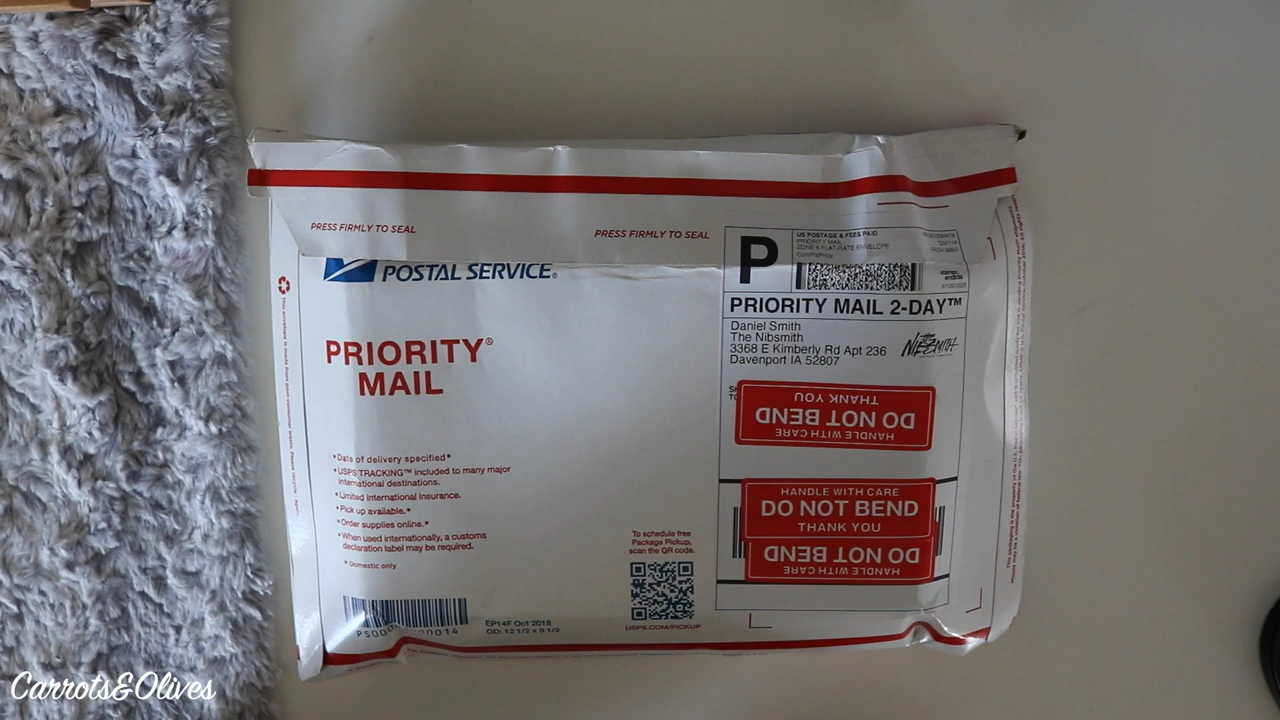 PRESS FIRMLY TO SEAL
PRESS FIRMLY TO SEAL
POSTAL SERVICE®
PRIORITY®
MAIL
*Date of delivery specified*
*USPS TRACKING™ included to many major
international destinations.
*Limited international insurance.
*Pick up available.*
*Order supplies online.*
*When used internationally, a customs
declaration label may be required.
* Domestic only
To schedule free
Package Pickup,
scan the QR code.
USPS.COM/PICKUP
EP14F Oct 2018
OD: 12 1/2 x 9 1/2
P
US POSTAGE & FEES PAID
PRIORITY MAIL
ComPlsPrice
stamps
endicia
PRIORITY MAIL 2-DAY™
Daniel Smith
The Nibsmith
3368 E Kimberly Rd Apt 236
Davenport IA 52807
THE
NIBSMITH
HANDLE WITH CARE
DO NOT BEND
THANK YOU
HANDLE WITH CARE
DO NOT BEND
THANK YOU
HANDLE WITH CARE
DO NOT BEND
Carrots&Olives